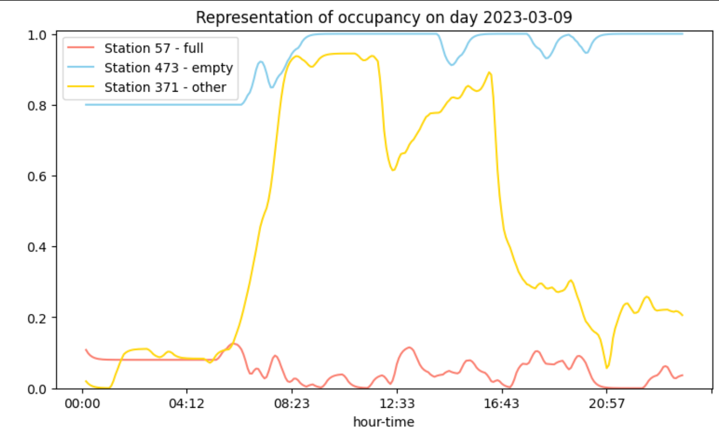 Representation of occupancy on day 2023-03-09
Station 57 - full
Station 473 - empty
Station 371 - other
1.0
0.8
0.6
0.4
0.2
0.0
00:00
04:12
08:23
12:33
16:43
20:57
hour-time